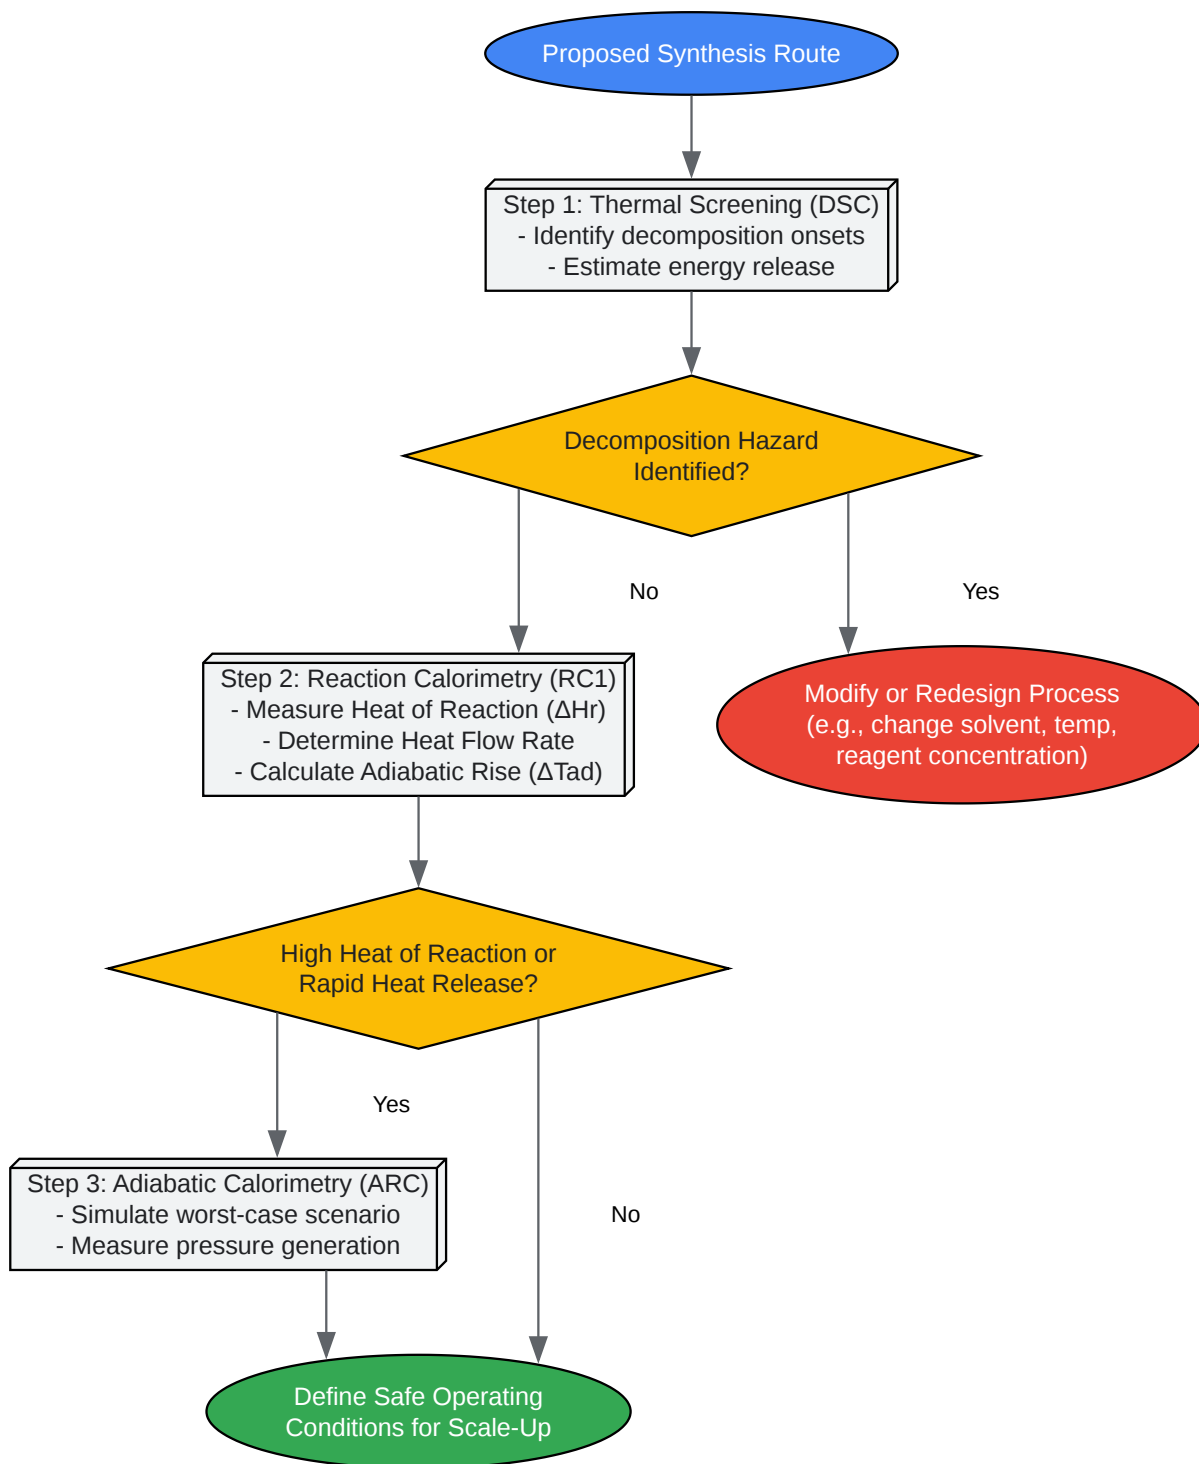 Proposed Synthesis Route
Step 1: Thermal Screening (DSC)
- Identify decomposition onsets
- Estimate energy release
Decomposition Hazard
Identified?
No
Yes
Step 2: Reaction Calorimetry (RC1)
- Measure Heat of Reaction (ΔHr)
- Determine Heat Flow Rate
- Calculate Adiabatic Rise (ΔTad)
Modify or Redesign Process
(e.g., change solvent, temp,
reagent concentration)
High Heat of Reaction or
Rapid Heat Release?
Yes
Step 3: Adiabatic Calorimetry (ARC)
- Simulate worst-case scenario
- Measure pressure generation
No
Define Safe Operating
Conditions for Scale-Up